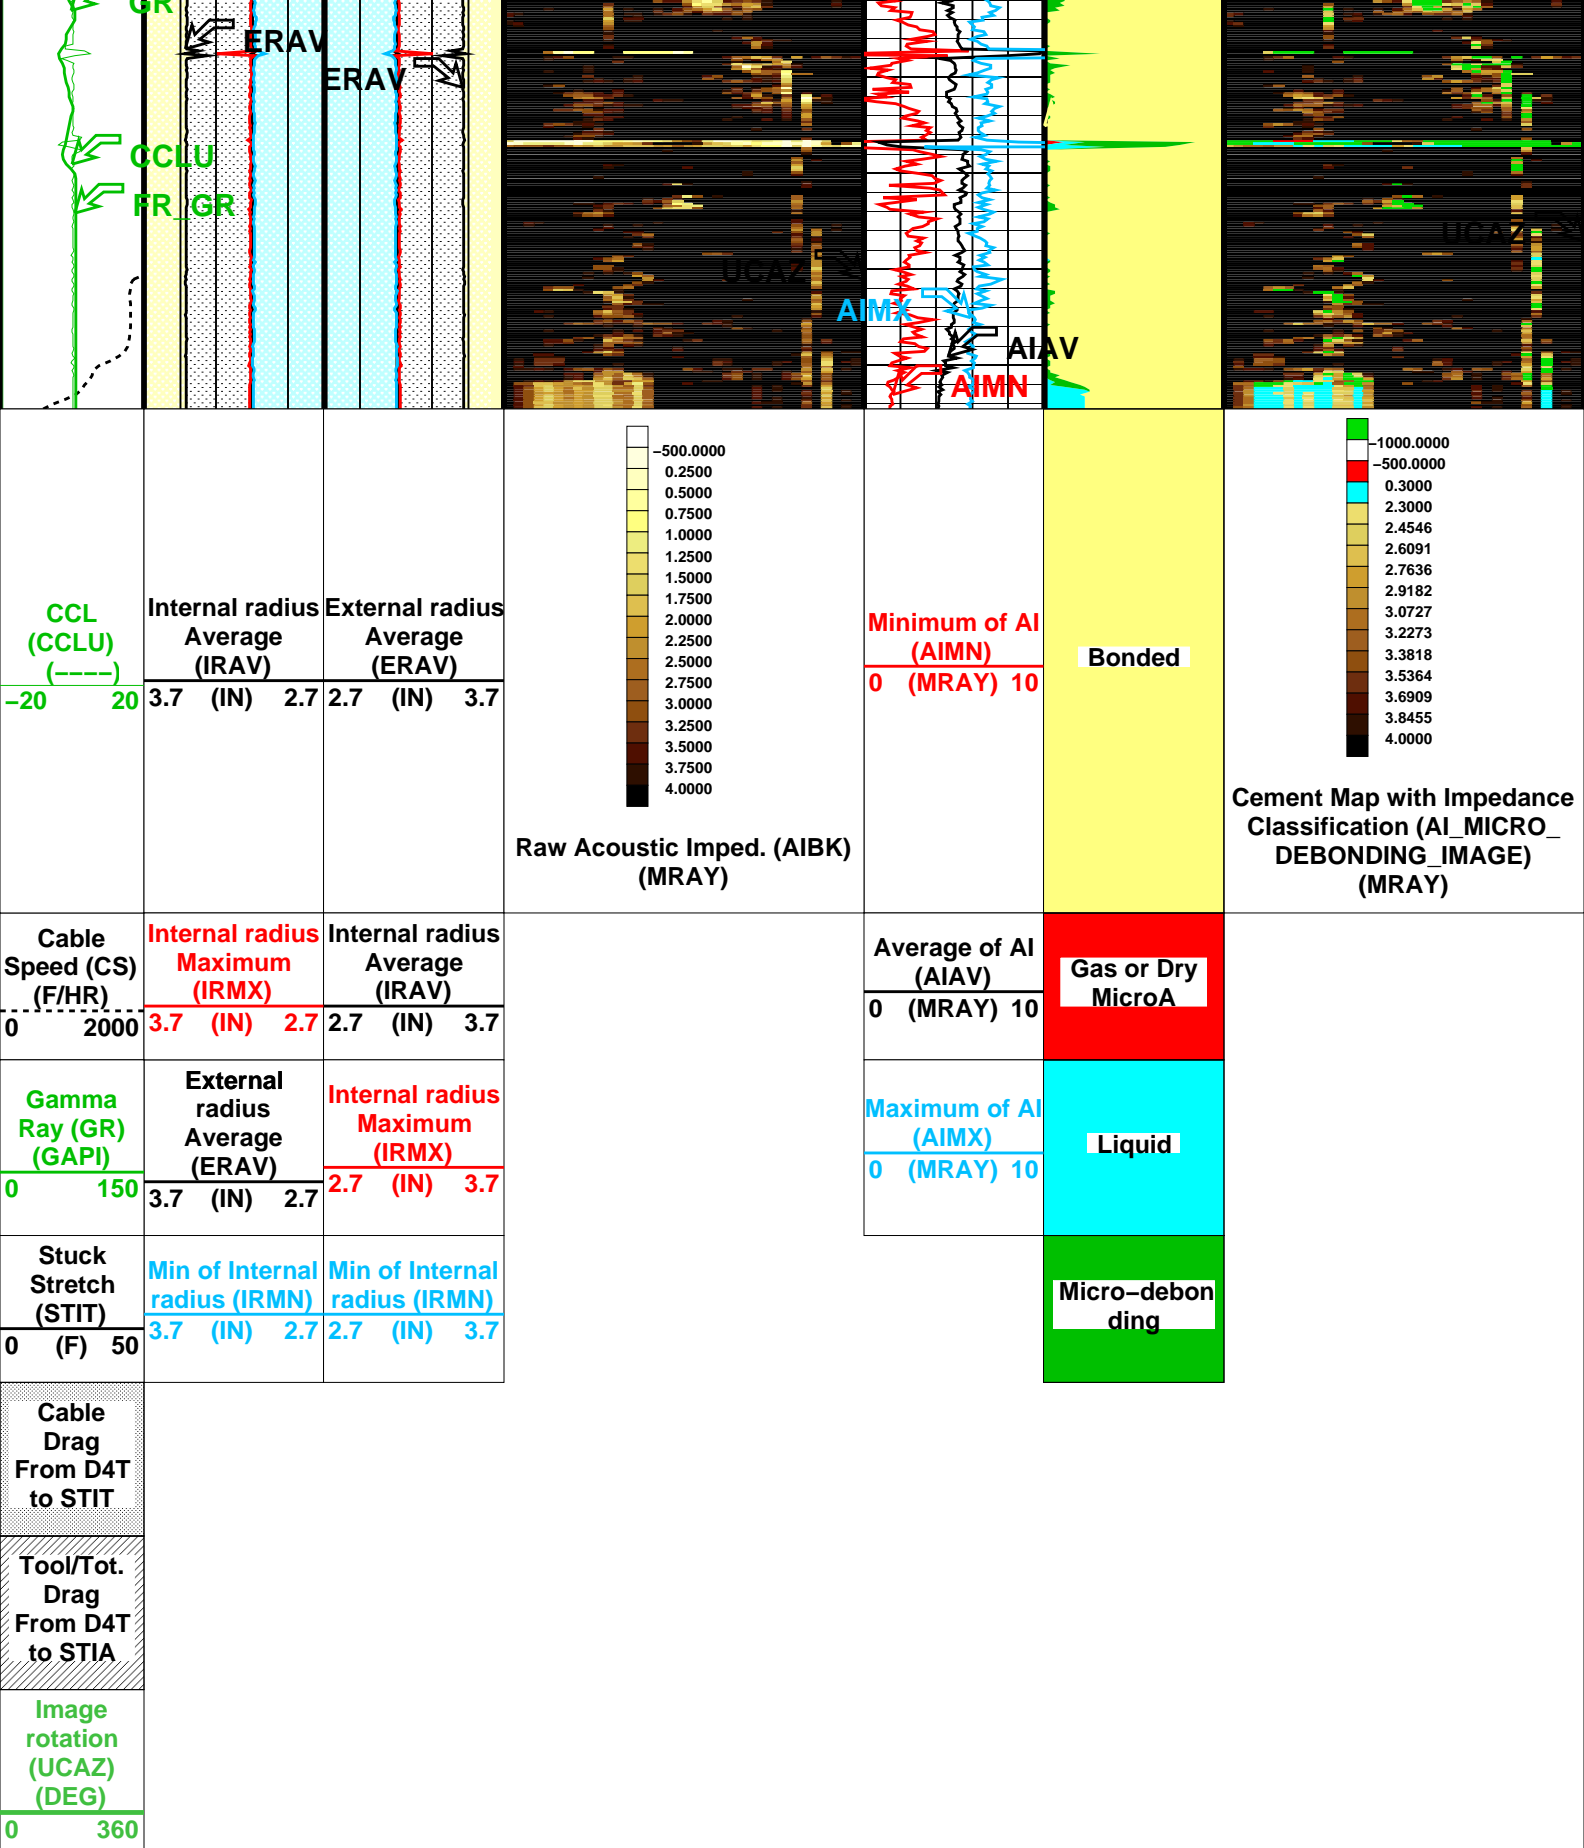 GR
ERAV
ERAV
CCLU
FR_GR
UCAZ
UCAZ
AIMX
AIAV
AIMN
CCL
(CCLU)
(−−−−)
−20 20
Internal radius
Average
(IRAV)
3.7 (IN) 2.7
External radius
Average
(ERAV)
2.7 (IN) 3.7
−500.0000
0.2500
0.5000
0.7500
1.0000
1.2500
1.5000
1.7500
2.0000
2.2500
2.5000
2.7500
3.0000
3.2500
3.5000
3.7500
4.0000
Raw Acoustic Imped. (AIBK)
(MRAY)
Minimum of AI
(AIMN)
0 (MRAY) 10
Bonded
−1000.0000
−500.0000
0.3000
2.3000
2.4546
2.6091
2.7636
2.9182
3.0727
3.2273
3.3818
3.5364
3.6909
3.8455
4.0000
Cement Map with Impedance
Classification (AI_MICRO_
DEBONDING_IMAGE)
(MRAY)
Cable
Speed (CS)
(F/HR)
0 2000
Internal radius
Maximum
(IRMX)
3.7 (IN) 2.7
Internal radius
Average
(IRAV)
2.7 (IN) 3.7
Average of AI
(AIAV)
0 (MRAY) 10
Gas or Dry
MicroA
Gamma
Ray (GR)
(GAPI)
0 150
External
radius
Average
(ERAV)
3.7 (IN) 2.7
Internal radius
Maximum
(IRMX)
2.7 (IN) 3.7
Maximum of AI
(AIMX)
0 (MRAY) 10
Liquid
Stuck
Stretch
(STIT)
0 (F) 50
Min of Internal
radius (IRMN)
3.7 (IN) 2.7
Min of Internal
radius (IRMN)
2.7 (IN) 3.7
Micro−debon
ding
Cable
Drag
From D4T
to STIT
Tool/Tot.
Drag
From D4T
to STIA
Image
rotation
(UCAZ)
(DEG)
0 360